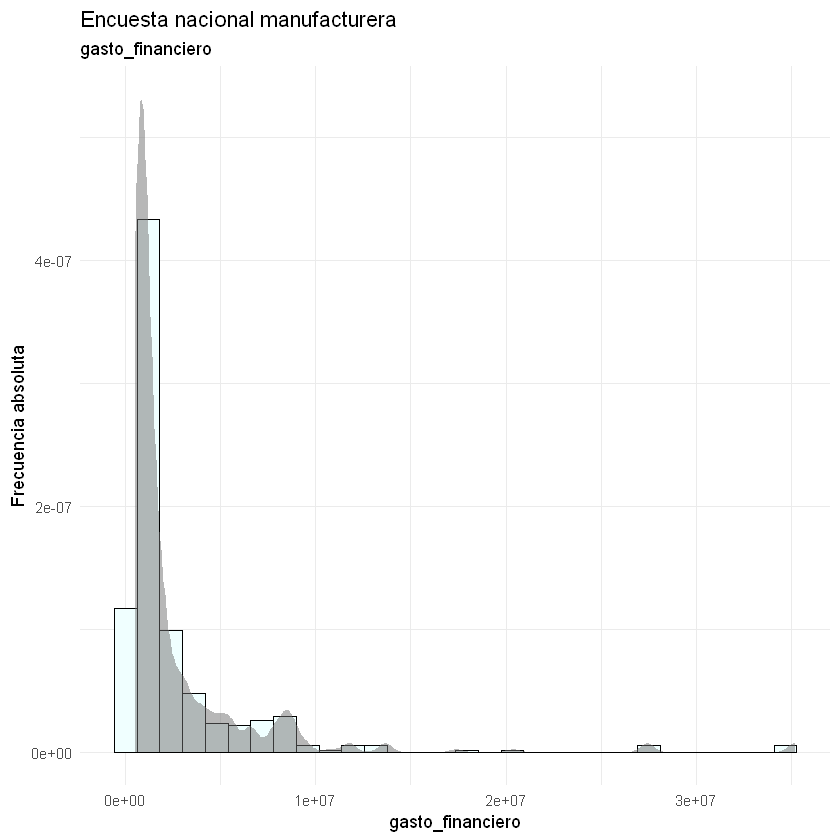 Encuesta nacional manufacturera
gasto_financiero
Frecuencia absoluta
4e-07
2e-07
0e+00
0e+00 1e+07 2e+07 3e+07
gasto_financiero